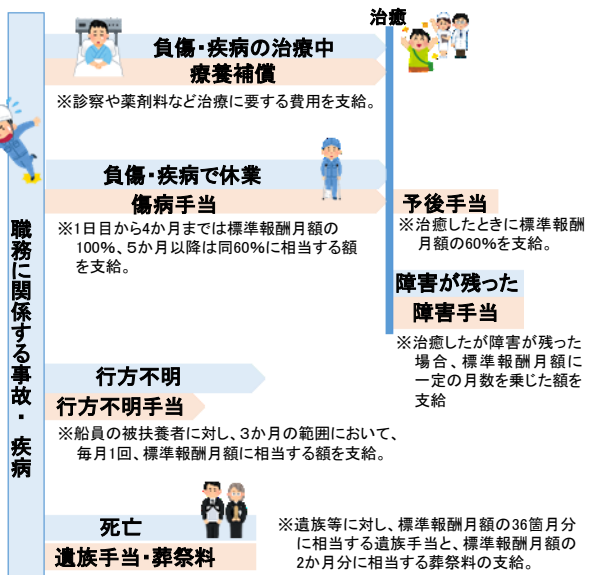 治癒
負傷・疾病の治療中
療養補償
※診察や薬剤料など治療に要する費用を支給。
負傷・疾病で休業
傷病手当
※1日目から4か月までは標準報酬月額の
100%、5か月以降は同60%に相当する額
を支給。
予後手当
※治癒したときに標準報酬
月額の60%を支給。
障害が残った
障害手当
※治癒したが障害が残った
場合、標準報酬月額に
一定の月数を乗じた額を
支給
職務に関係する事故・疾病
行方不明
行方不明手当
※船員の被扶養者に対し、3か月の範囲において、
毎月1回、標準報酬月額に相当する額を支給。
死亡
遺族手当・葬祭料
※遺族等に対し、標準報酬月額の36箇月分
に相当する遺族手当と、標準報酬月額の
2か月分に相当する葬祭料の支給。